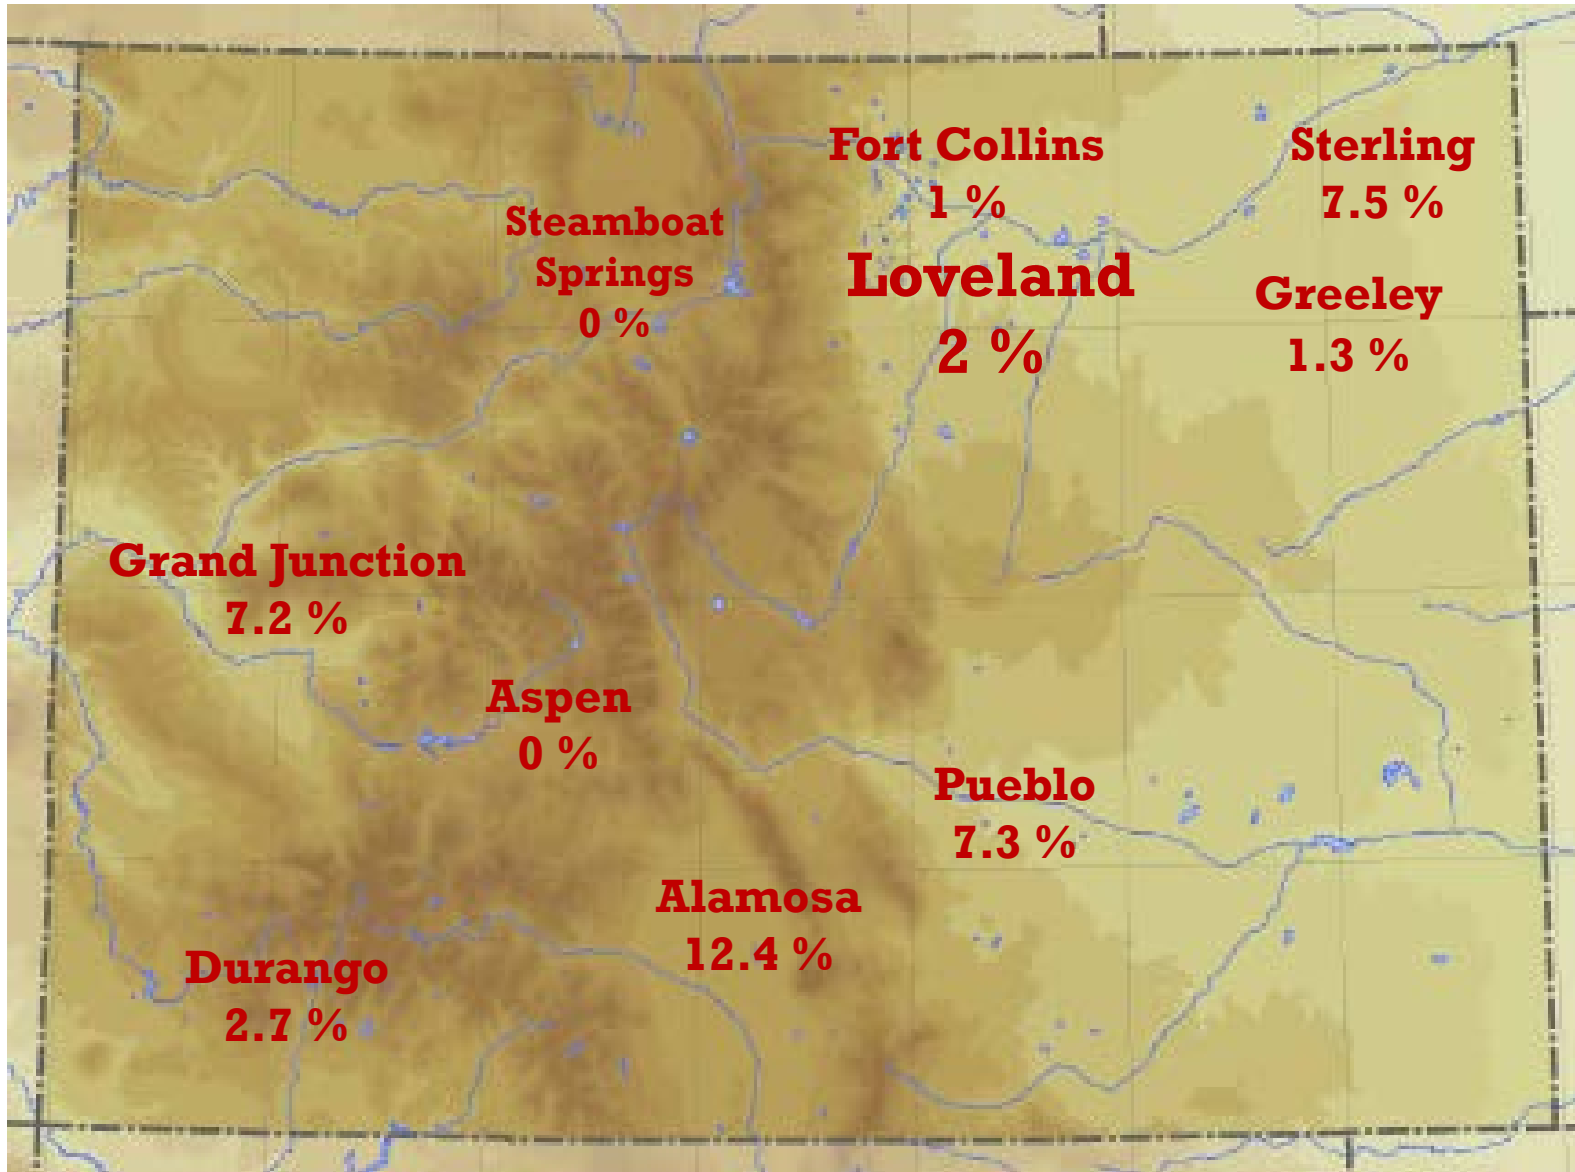 Fort Collins
1 %
Sterling
7.5 %
Steamboat
Springs
0 %
Loveland
2 %
Greeley
1.3 %
Grand Junction
7.2 %
Aspen
0 %
Pueblo
7.3 %
Alamosa
12.4 %
Durango
2.7 %